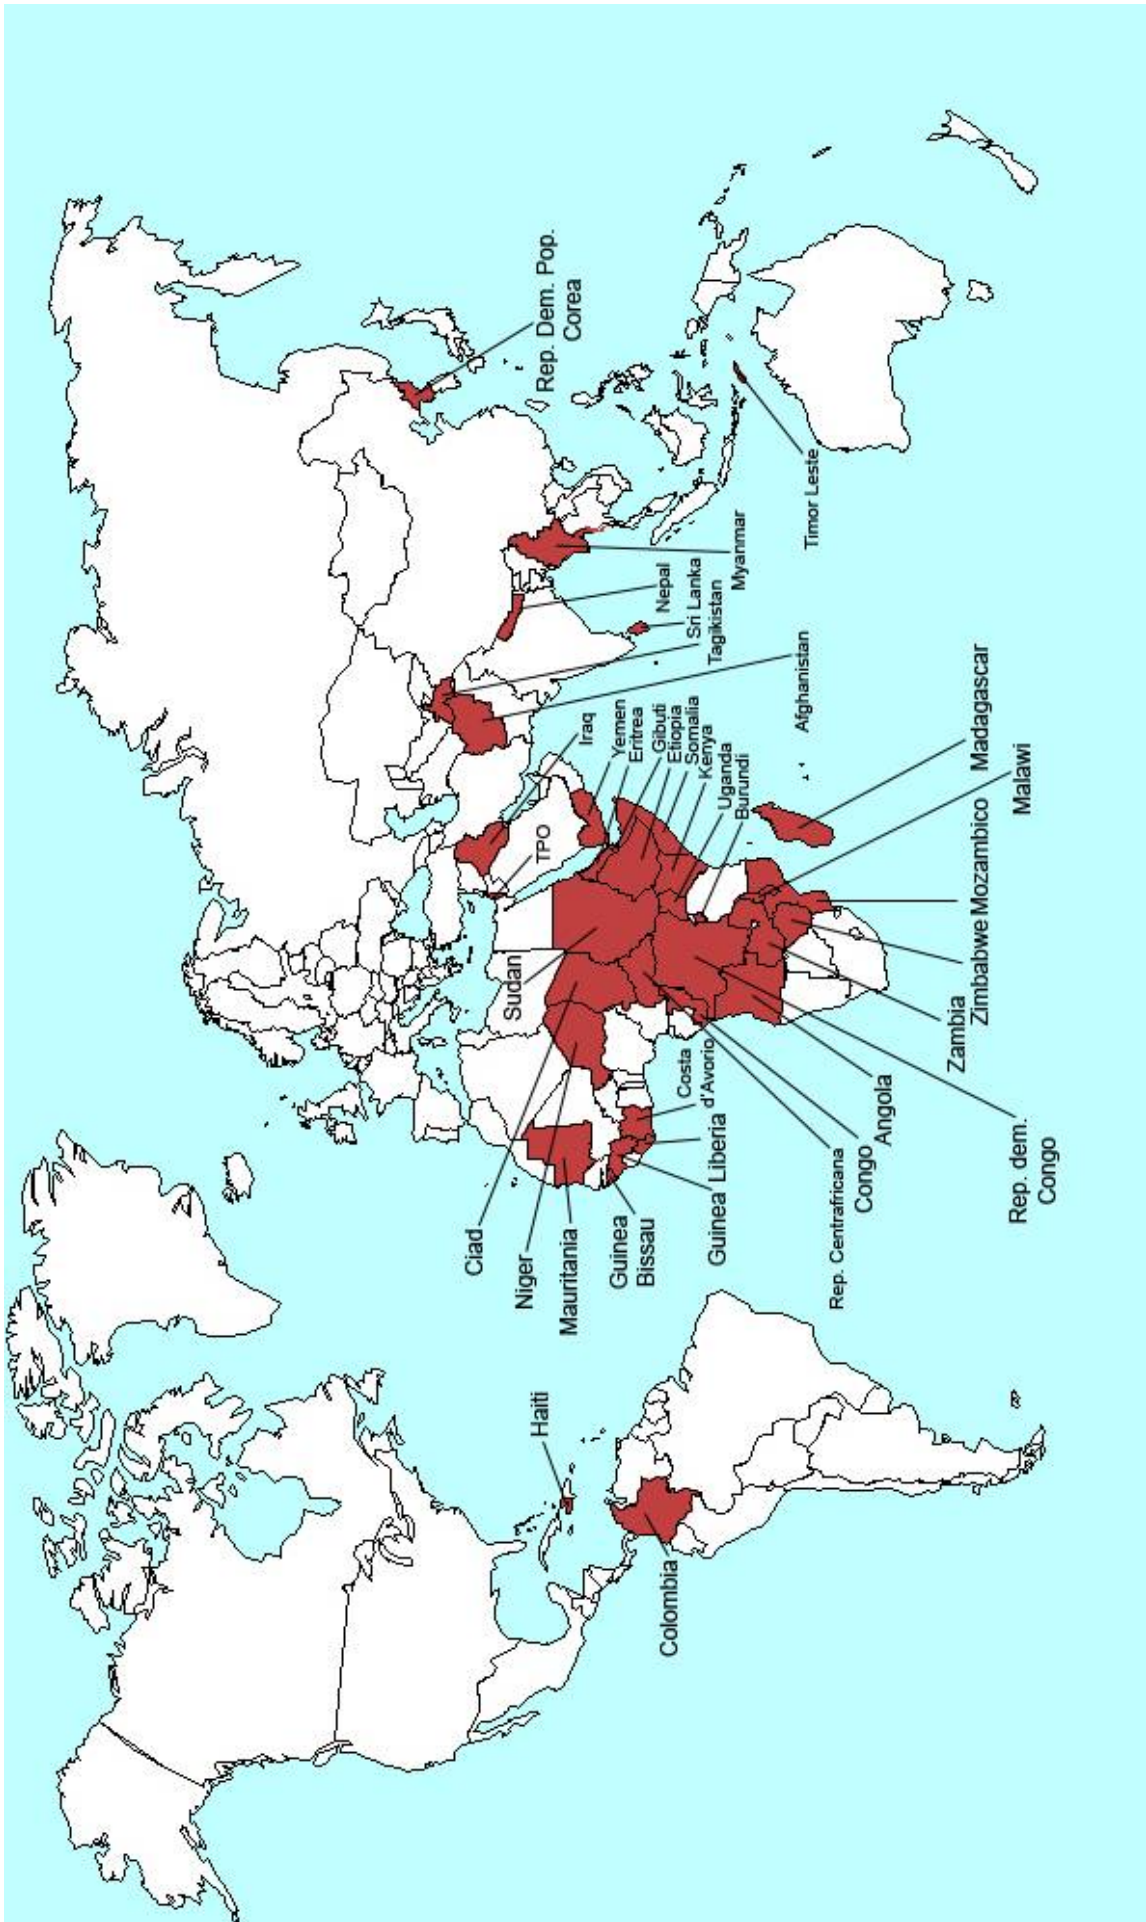 Haiti
Colombia
Ciad
Niger
Mauritania
Guinea
Bissau
Guinea
Liberia
Costa
d'Avorio
Sudan
TPO
Rep. Centrafricana
Congo
Angola
Rep. dem.
Congo
Zambia
Zimbabwe
Mozambico
Malawi
Madagascar
Iraq
Yemen
Eritrea
Gibuti
Etiopia
Somalia
Kenya
Uganda
Burundi
Afghanistan
Tagikistan
Sri Lanka
Nepal
Myanmar
Timor Leste
Rep. Dem. Pop.
Corea